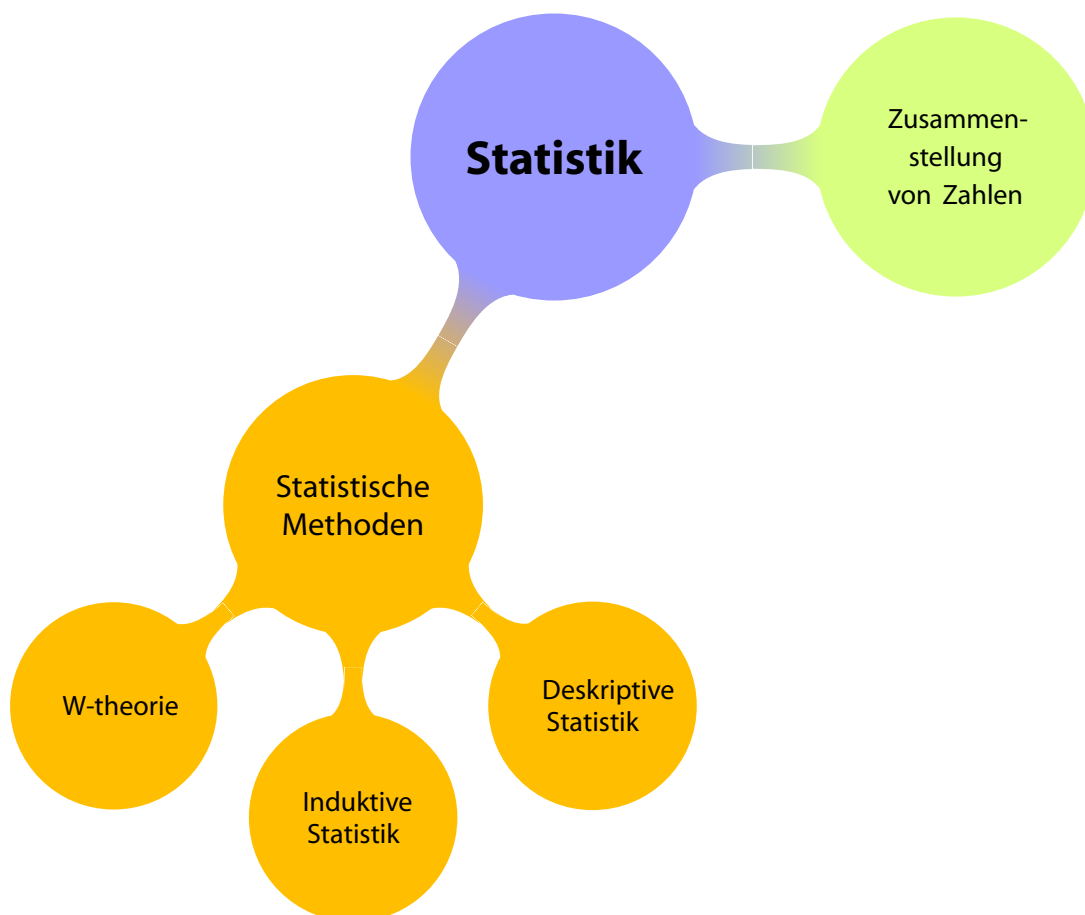 Statistik
Zusammen-
stellung
von Zahlen
Statistische
Methoden
W-theorie
Induktive
Statistik
Deskriptive
Statistik